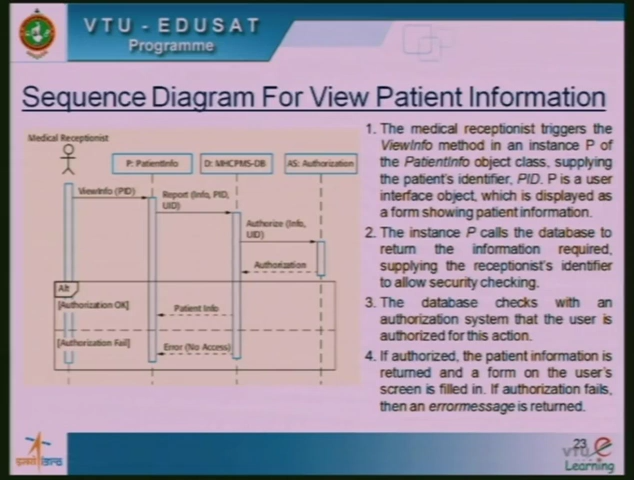 VTU - EDUSAT
Programme
Sequence Diagram For View Patient Information
Medical Receptionist
P: PatientInfo
D: MHCPMS-DB
AS: Authorization
ViewInfo (PID)
Report (Info, PID,
UID)
Authorize (Info,
UID)
Authorization
Alt
[Authorization OK]
Patient Info
[Authorization Fail]
Error (No Access)
1. The medical receptionist triggers the
ViewInfo method in an instance P of
the PatientInfo object class, supplying
the patient's identifier, PID. P is a user
interface object, which is displayed as
a form showing patient information.
2. The instance P calls the database to
return the information required,
supplying the receptionist's identifier
to allow security checking.
3. The database checks with an
authorization system that the user is
authorized for this action.
4. If authorized, the patient information is
returned and a form on the user's
screen is filled in. If authorization fails,
then an errormessage is returned.
23
VTU e
Learning